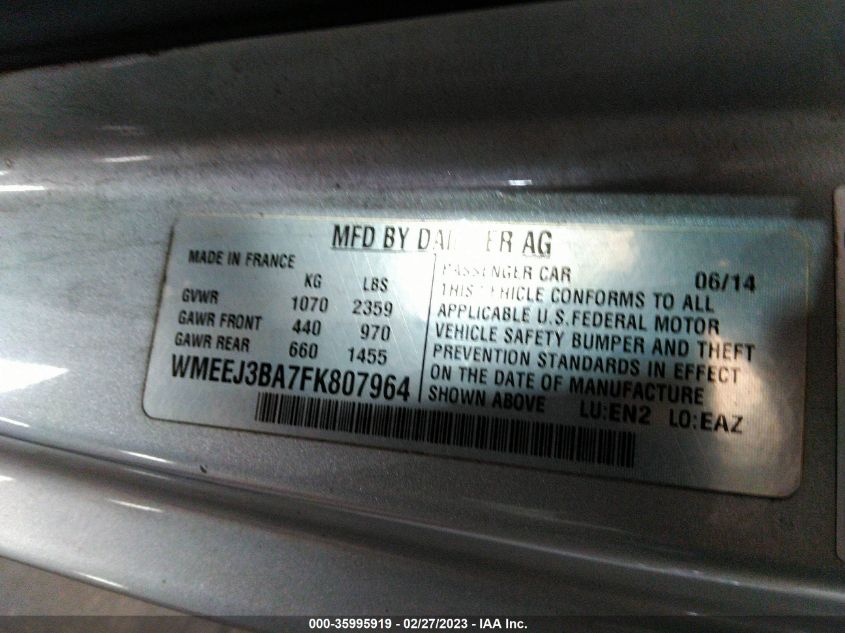 MFD BY DAIMLER AG
MADE IN FRANCE
KG LBS
GVWR 1070 2359
GAWR FRONT 440 970
GAWR REAR 660 1455
WMEEJ3BA7FK807964
PASSENGER CAR 06/14
THIS VEHICLE CONFORMS TO ALL
APPLICABLE U.S.FEDERAL MOTOR
VEHICLE SAFETY BUMPER AND THEFT
PREVENTION STANDARDS IN EFFECT
ON THE DATE OF MANUFACTURE
SHOWN ABOVE LU:EN2 LO:EAZ
000-35995919 - 02/27/2023 - IAA Inc.